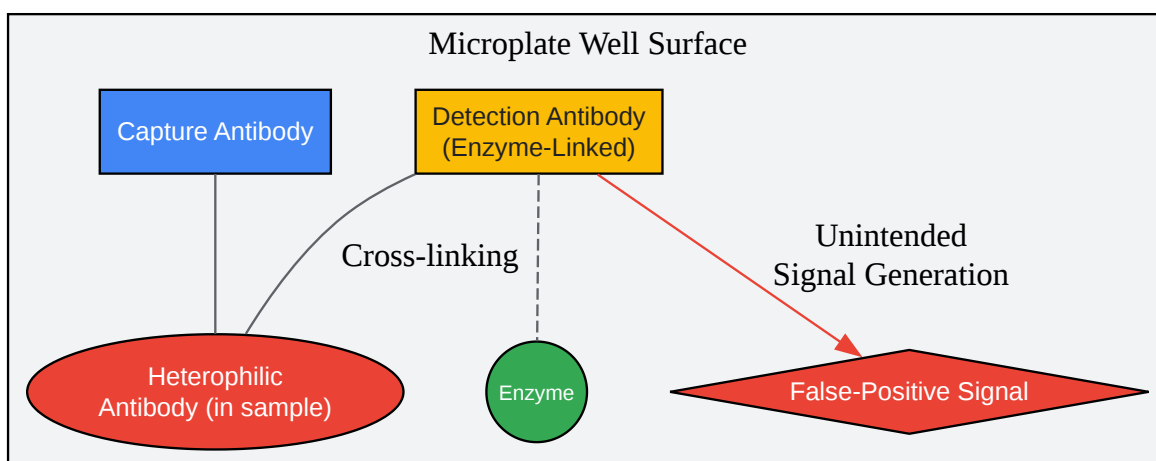 Microplate Well Surface
Capture Antibody
Detection Antibody
(Enzyme-Linked)
Cross-linking
Unintended
Signal Generation
Heterophilic
Antibody (in sample)
Enzyme
False-Positive Signal